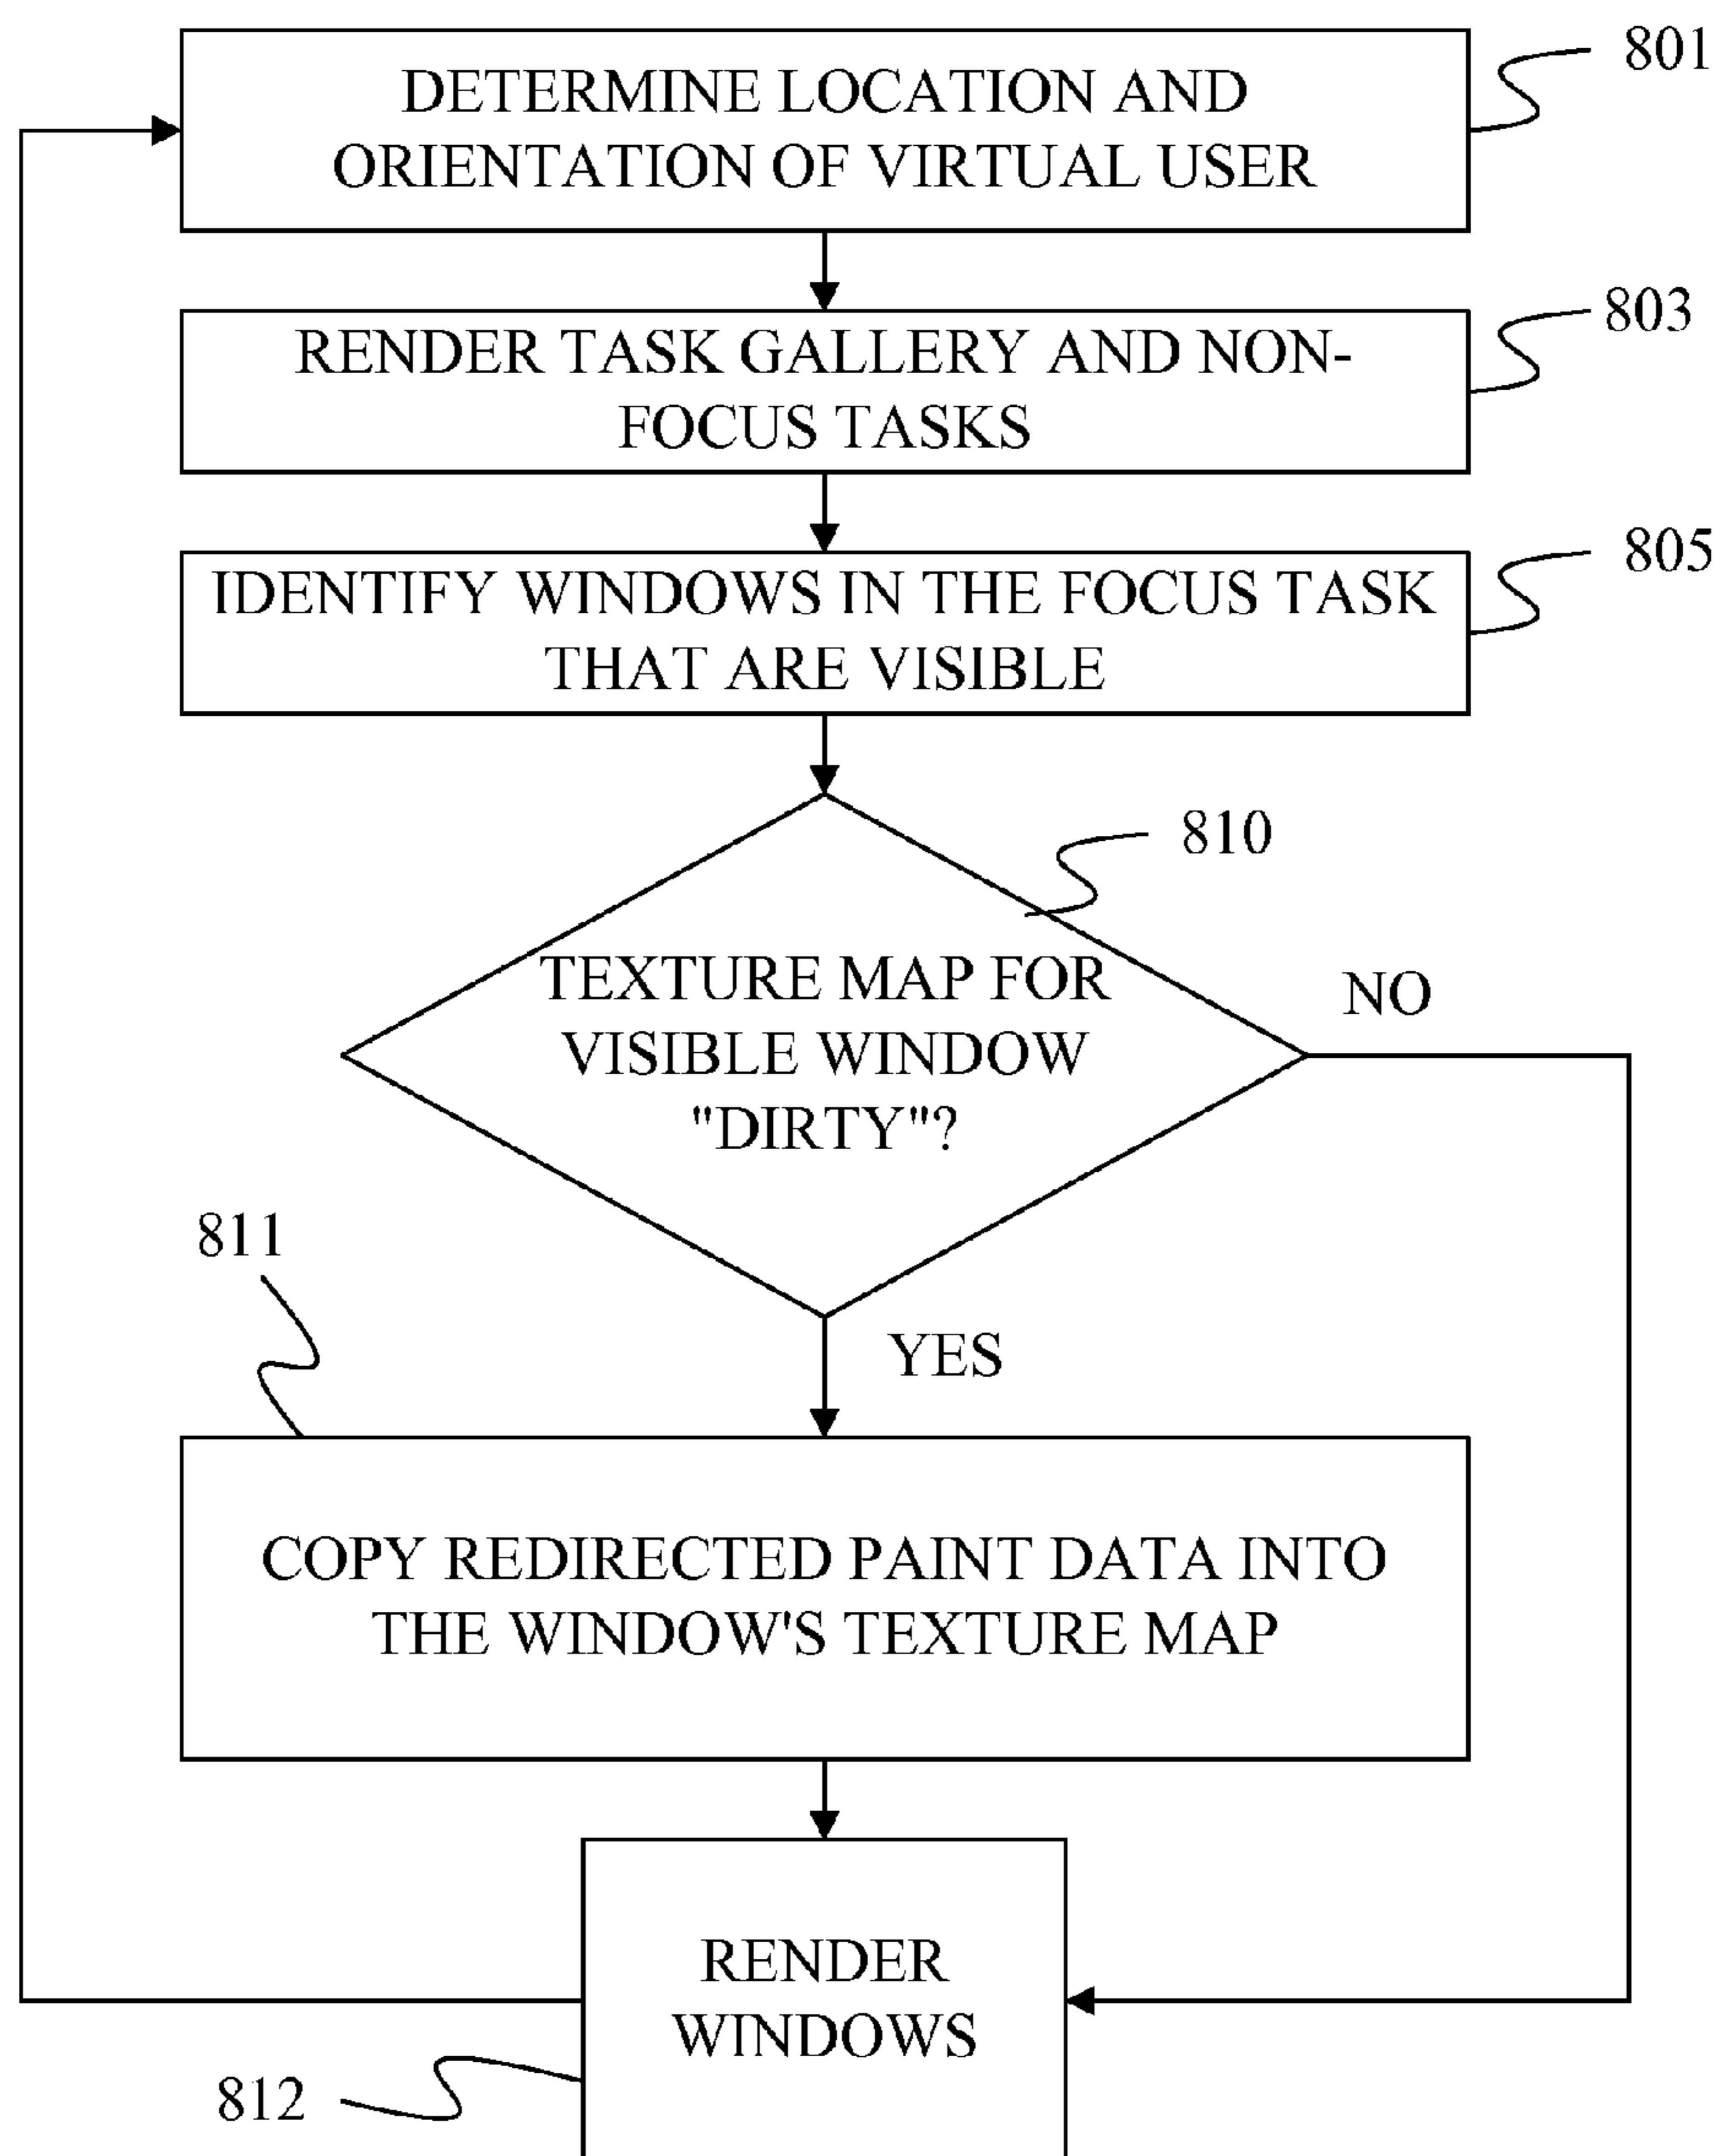 801
DETERMINE LOCATION AND
ORIENTATION OF VIRTUAL USER
803
RENDER TASK GALLERY AND NON-
FOCUS TASKS
805
IDENTIFY WINDOWS IN THE FOCUS TASK
THAT ARE VISIBLE
810
TEXTURE MAP FOR
VISIBLE WINDOW
"DIRTY"?
NO
YES
811
COPY REDIRECTED PAINT DATA INTO
THE WINDOW'S TEXTURE MAP
RENDER
WINDOWS
812